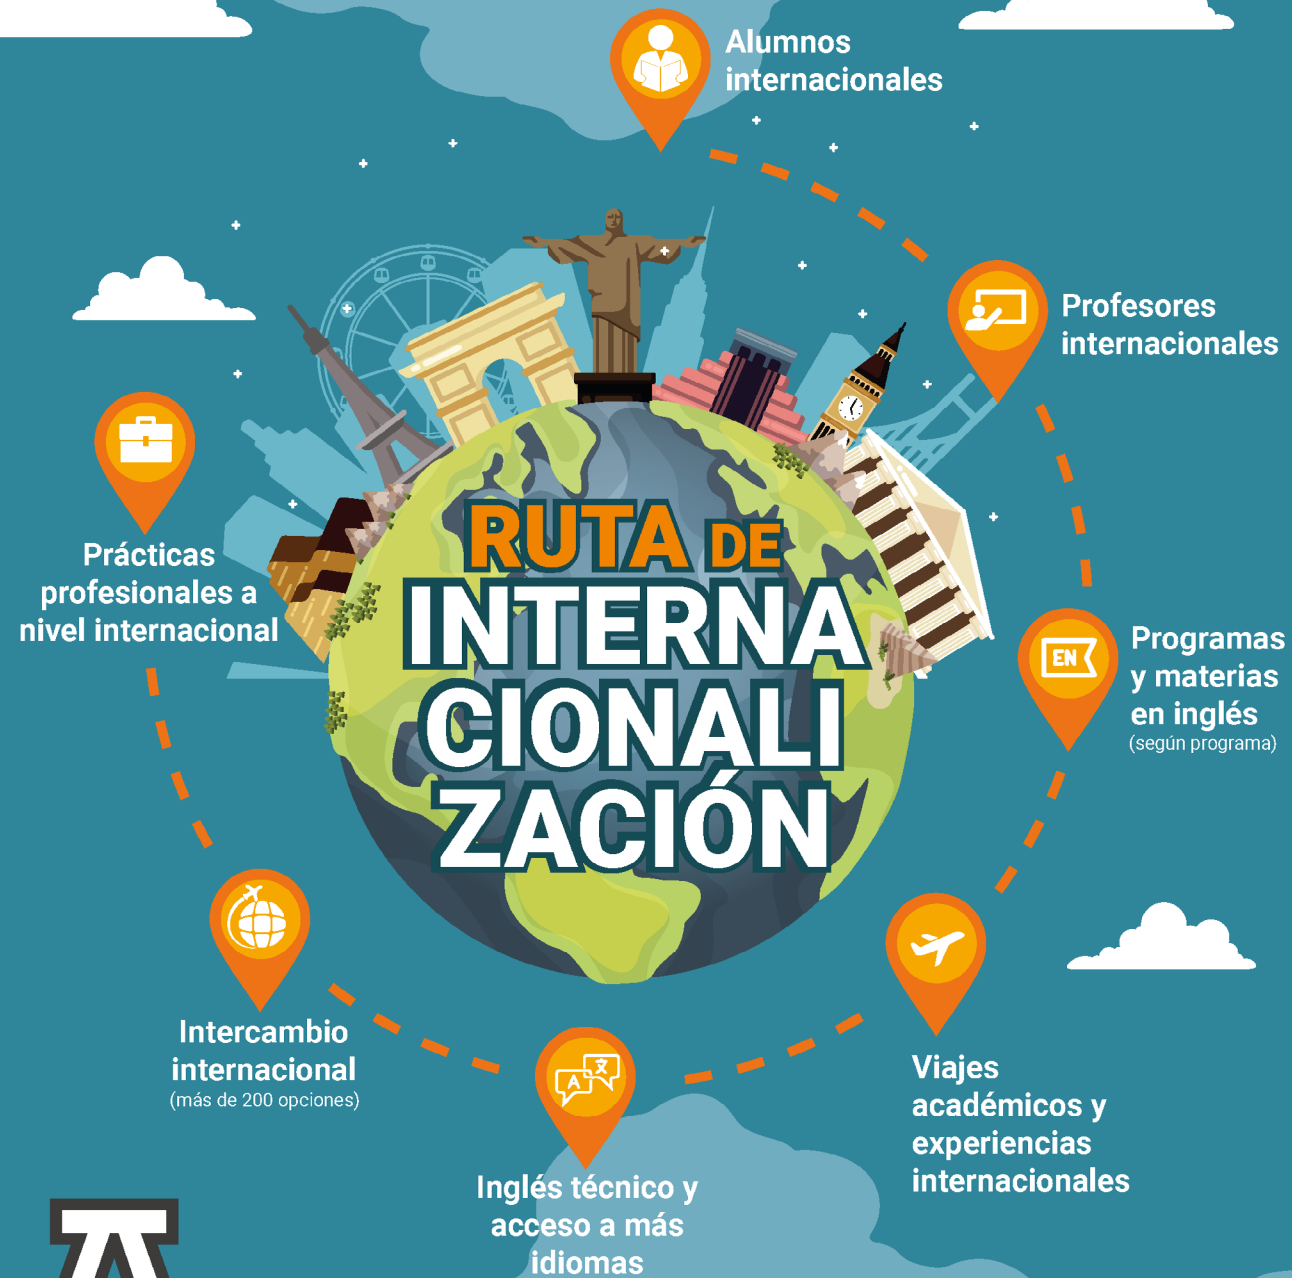 Alumnos
internacionales
Profesores
internacionales
Programas
y materias
en inglés
(según programa)
EN
Viajes
académicos y
experiencias
internacionales
Inglés técnico y
acceso a más
idiomas
A 文
Intercambio
internacional
(más de 200 opciones)
Prácticas
profesionales a
nivel internacional
RUTA DE
INTERNA
CIONALI
ZACIÓN